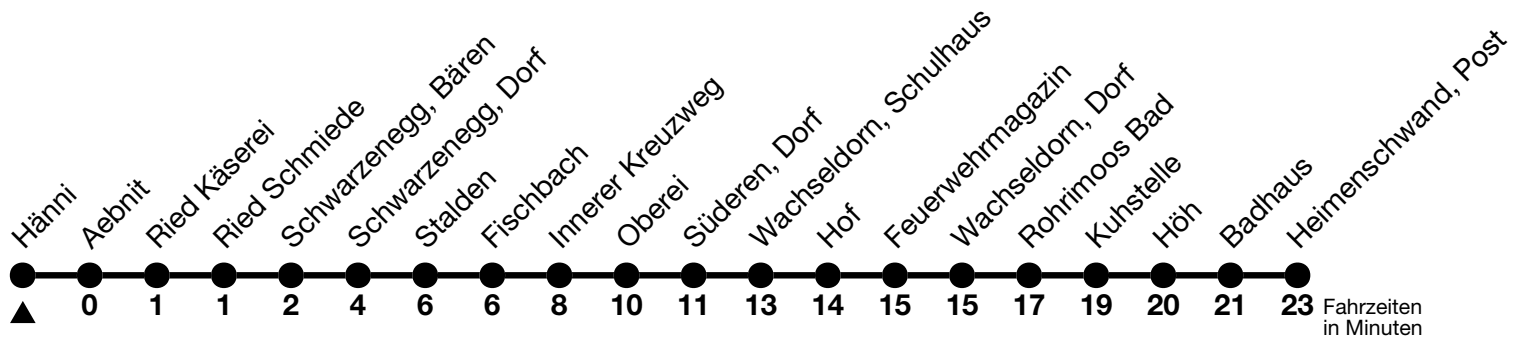 Hänni
Aebnit
Ried Käserei
Ried Schmiede
Schwarzenegg, Bären
Schwarzenegg, Dorf
Stalden
Fischbach
Innerer Kreuzweg
Oberei
Süderen, Dorf
Wachseldorn, Schulhaus
Hof
Feuerwehrmagazin
Wachseldorn, Dorf
Rohrimoos Bad
Kuhstelle
Höh
Badhaus
Heimenschwand, Post
0 1 1 2 4 6 6 8 10 11 13 14 15 15 17 19 20 21 23
Fahrzeiten
in Minuten